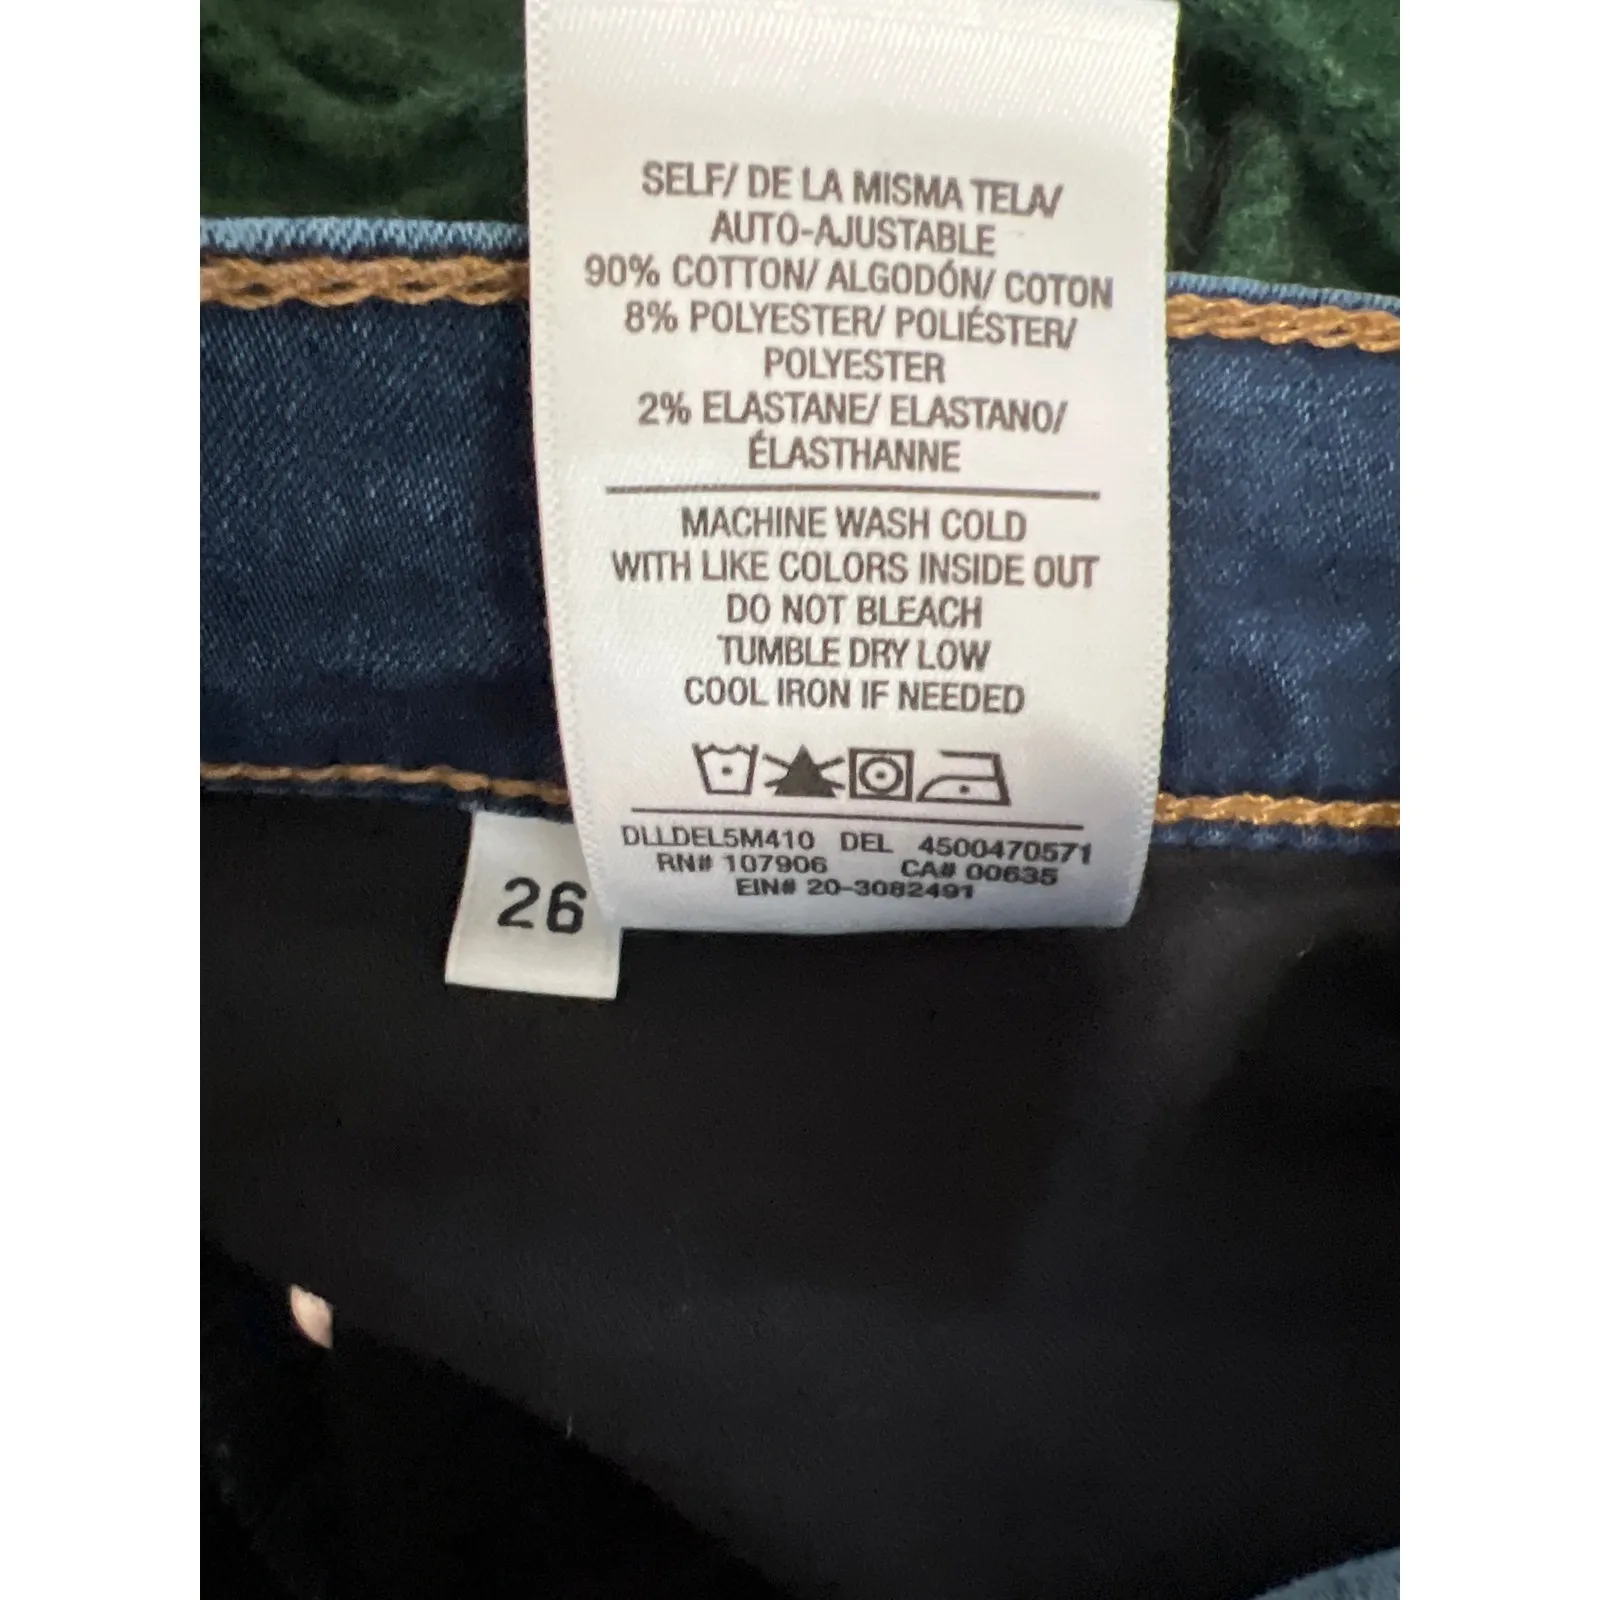 SELF/ DE LA MISMA TELA/
AUTO-AJUSTABLE
90% COTTON/ ALGODÓN/ COTON
8% POLYESTER/ POLIÉSTER/
POLYESTER
2% ELASTANE/ ELASTANO/
ÉLASTHANNE
MACHINE WASH COLD
WITH LIKE COLORS INSIDE OUT
DO NOT BLEACH
TUMBLE DRY LOW
COOL IRON IF NEEDED
DLLDEL5M410 DEL 4500470571
RN# 107906 CA# 00635
EIN# 20-3082491
26